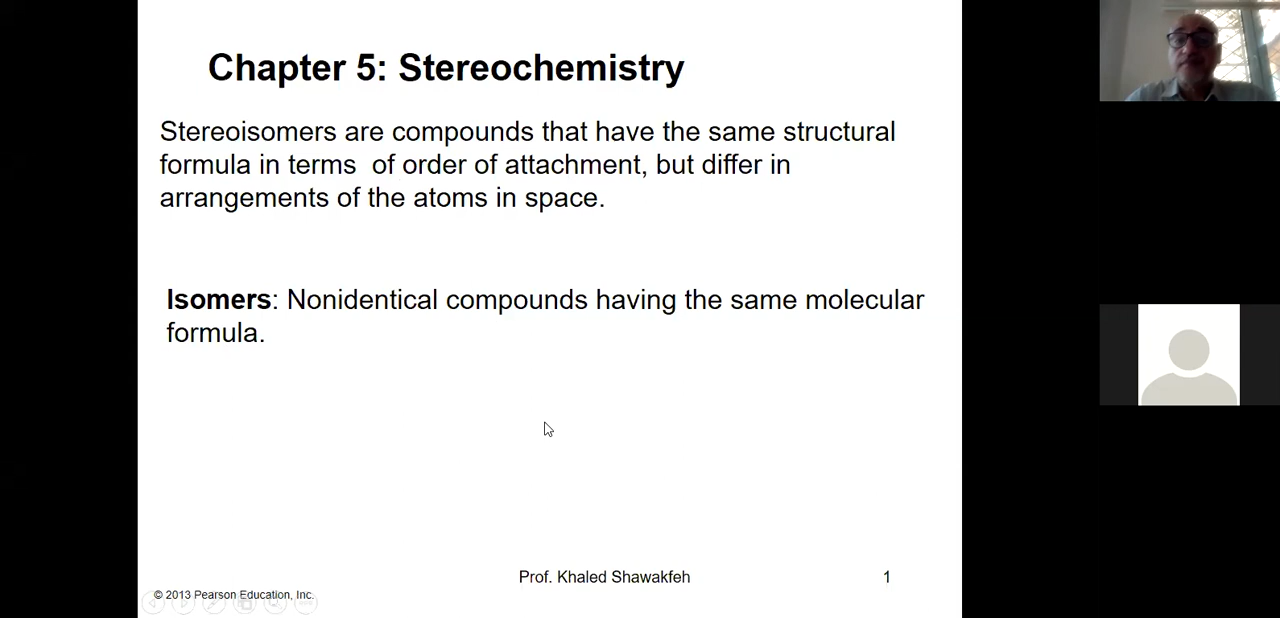 Chapter 5: Stereochemistry
Stereoisomers are compounds that have the same structural
formula in terms  of order of attachment, but differ in
arrangements of the atoms in space.
Isomers: Nonidentical compounds having the same molecular
formula.
Prof. Khaled Shawakfeh
1
© 2013 Pearson Education, Inc.